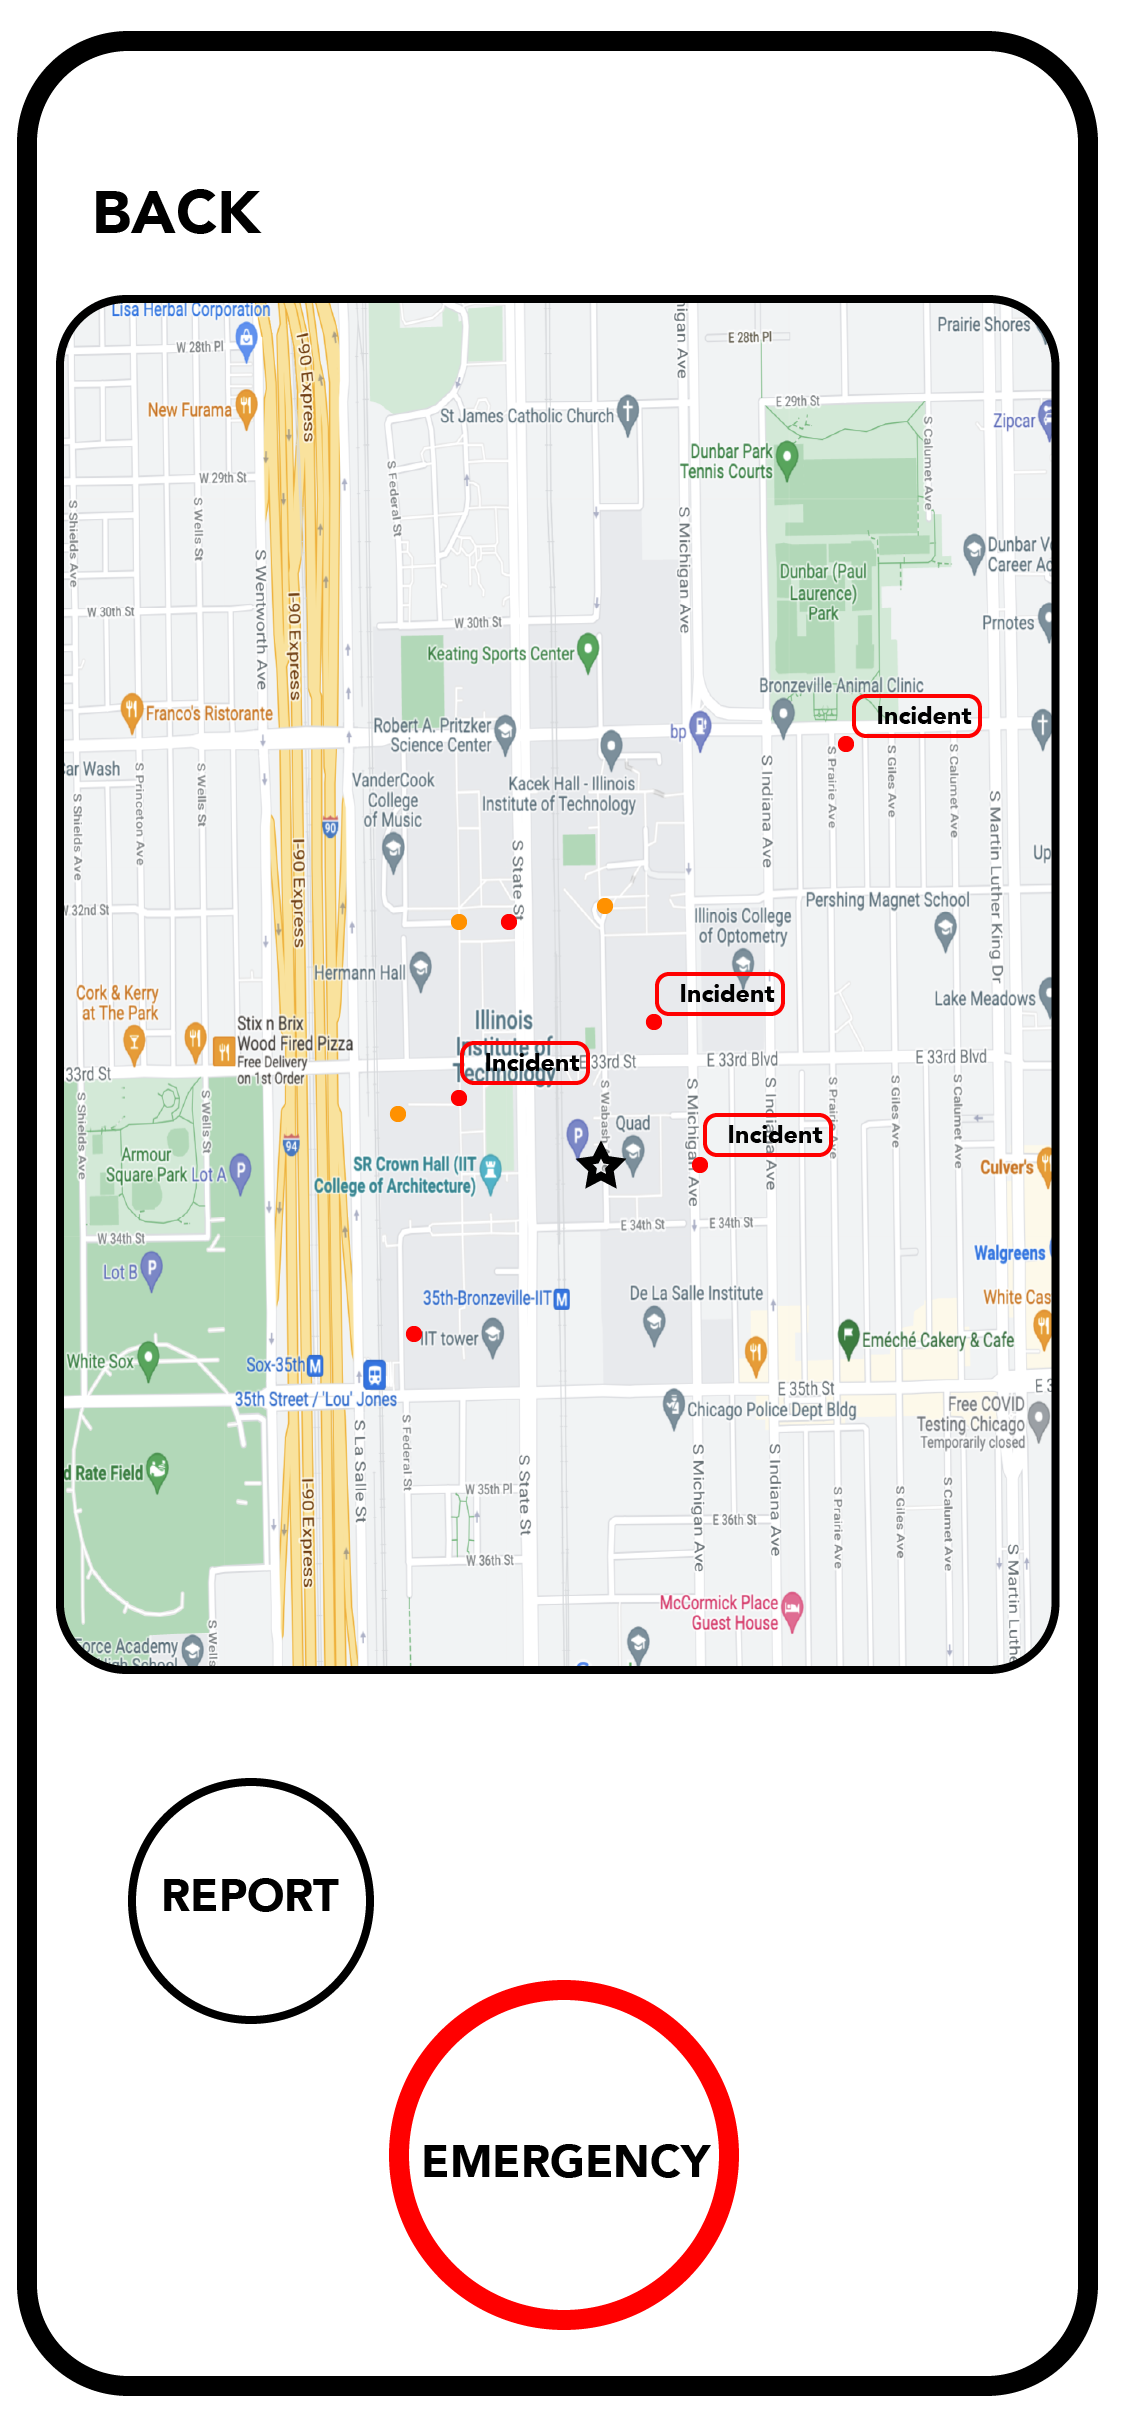 BACK
Lisa Herbal Corporation
W 28th Pl
I-90 Express
igan Ave
E 28th Pl
Prairie Shores
New Furama
St James Catholic Church
E 29th St
Zipcar
S Calumet Ave
Dunbar Park
Tennis Courts
W 29th St
S Federal St
S Shields Ave
S Wells St
S Michigan Ave
Dunbar V
Career Ac
S Wentworth Ave
Dunbar (Paul
Laurence)
Park
I-90 Express
W 30th St
W 30th St
Prnotes
Keating Sports Center
Bronzeville Animal Clinic
Franco's Ristorante
Incident
Robert A. Pritzker
Science Center
bp
ar Wash
VanderCook
College
of Music
Kacek Hall - Illinois
Institute of Technology
S Shields Ave
S Princeton Ave
S Wells St
S Indiana Ave
S Prairie Ave
S Giles Ave
S Calumet Ave
S Martin Luther King Dr
90
I-90 Express
S State St
Up
Pershing Magnet School
32nd St
Illinois College
of Optometry
Hermann Hall
Cork & Kerry
at The Park
Incident
Lake Meadows
Stix n Brix
Wood Fired Pizza
Free Delivery
on 1st Order
Illinois
Institute of
Technology
Incident
33rd St
E 33rd St
E 33rd Blvd
E 33rd Blvd
S Shields Ave
S Wells St
S Wabash
S Michigan Ave
S Indiana Ave
S Prairie Ave
S Giles Ave
S Calumet Ave
Quad
P
Incident
94
Armour
Square Park
Lot A
P
SR Crown Hall (IIT
College of Architecture)
Culver's
W 34th St
E 34th St
E 34th St
Lot B
P
Walgreens
35th-Bronzeville-IIT
M
De La Salle Institute
White Cas
IIT tower
Eméché Cakery & Cafe
White Sox
Sox-35th
M
35th Street / 'Lou' Jones
E 35th St
E 3
Chicago Police Dept Bldg
Free COVID
Testing Chicago
Temporarily closed
S La Salle St
S Federal St
S State St
S Michigan Ave
S Indiana Ave
S Prairie Ave
S Giles Ave
S Calumet Ave
d Rate Field
I-90 Express
W 35th Pl
E 36th St
W 36th St
S Martin Luthe
McCormick Place
Guest House
S Wells
Force Academy
High School
REPORT
EMERGENCY